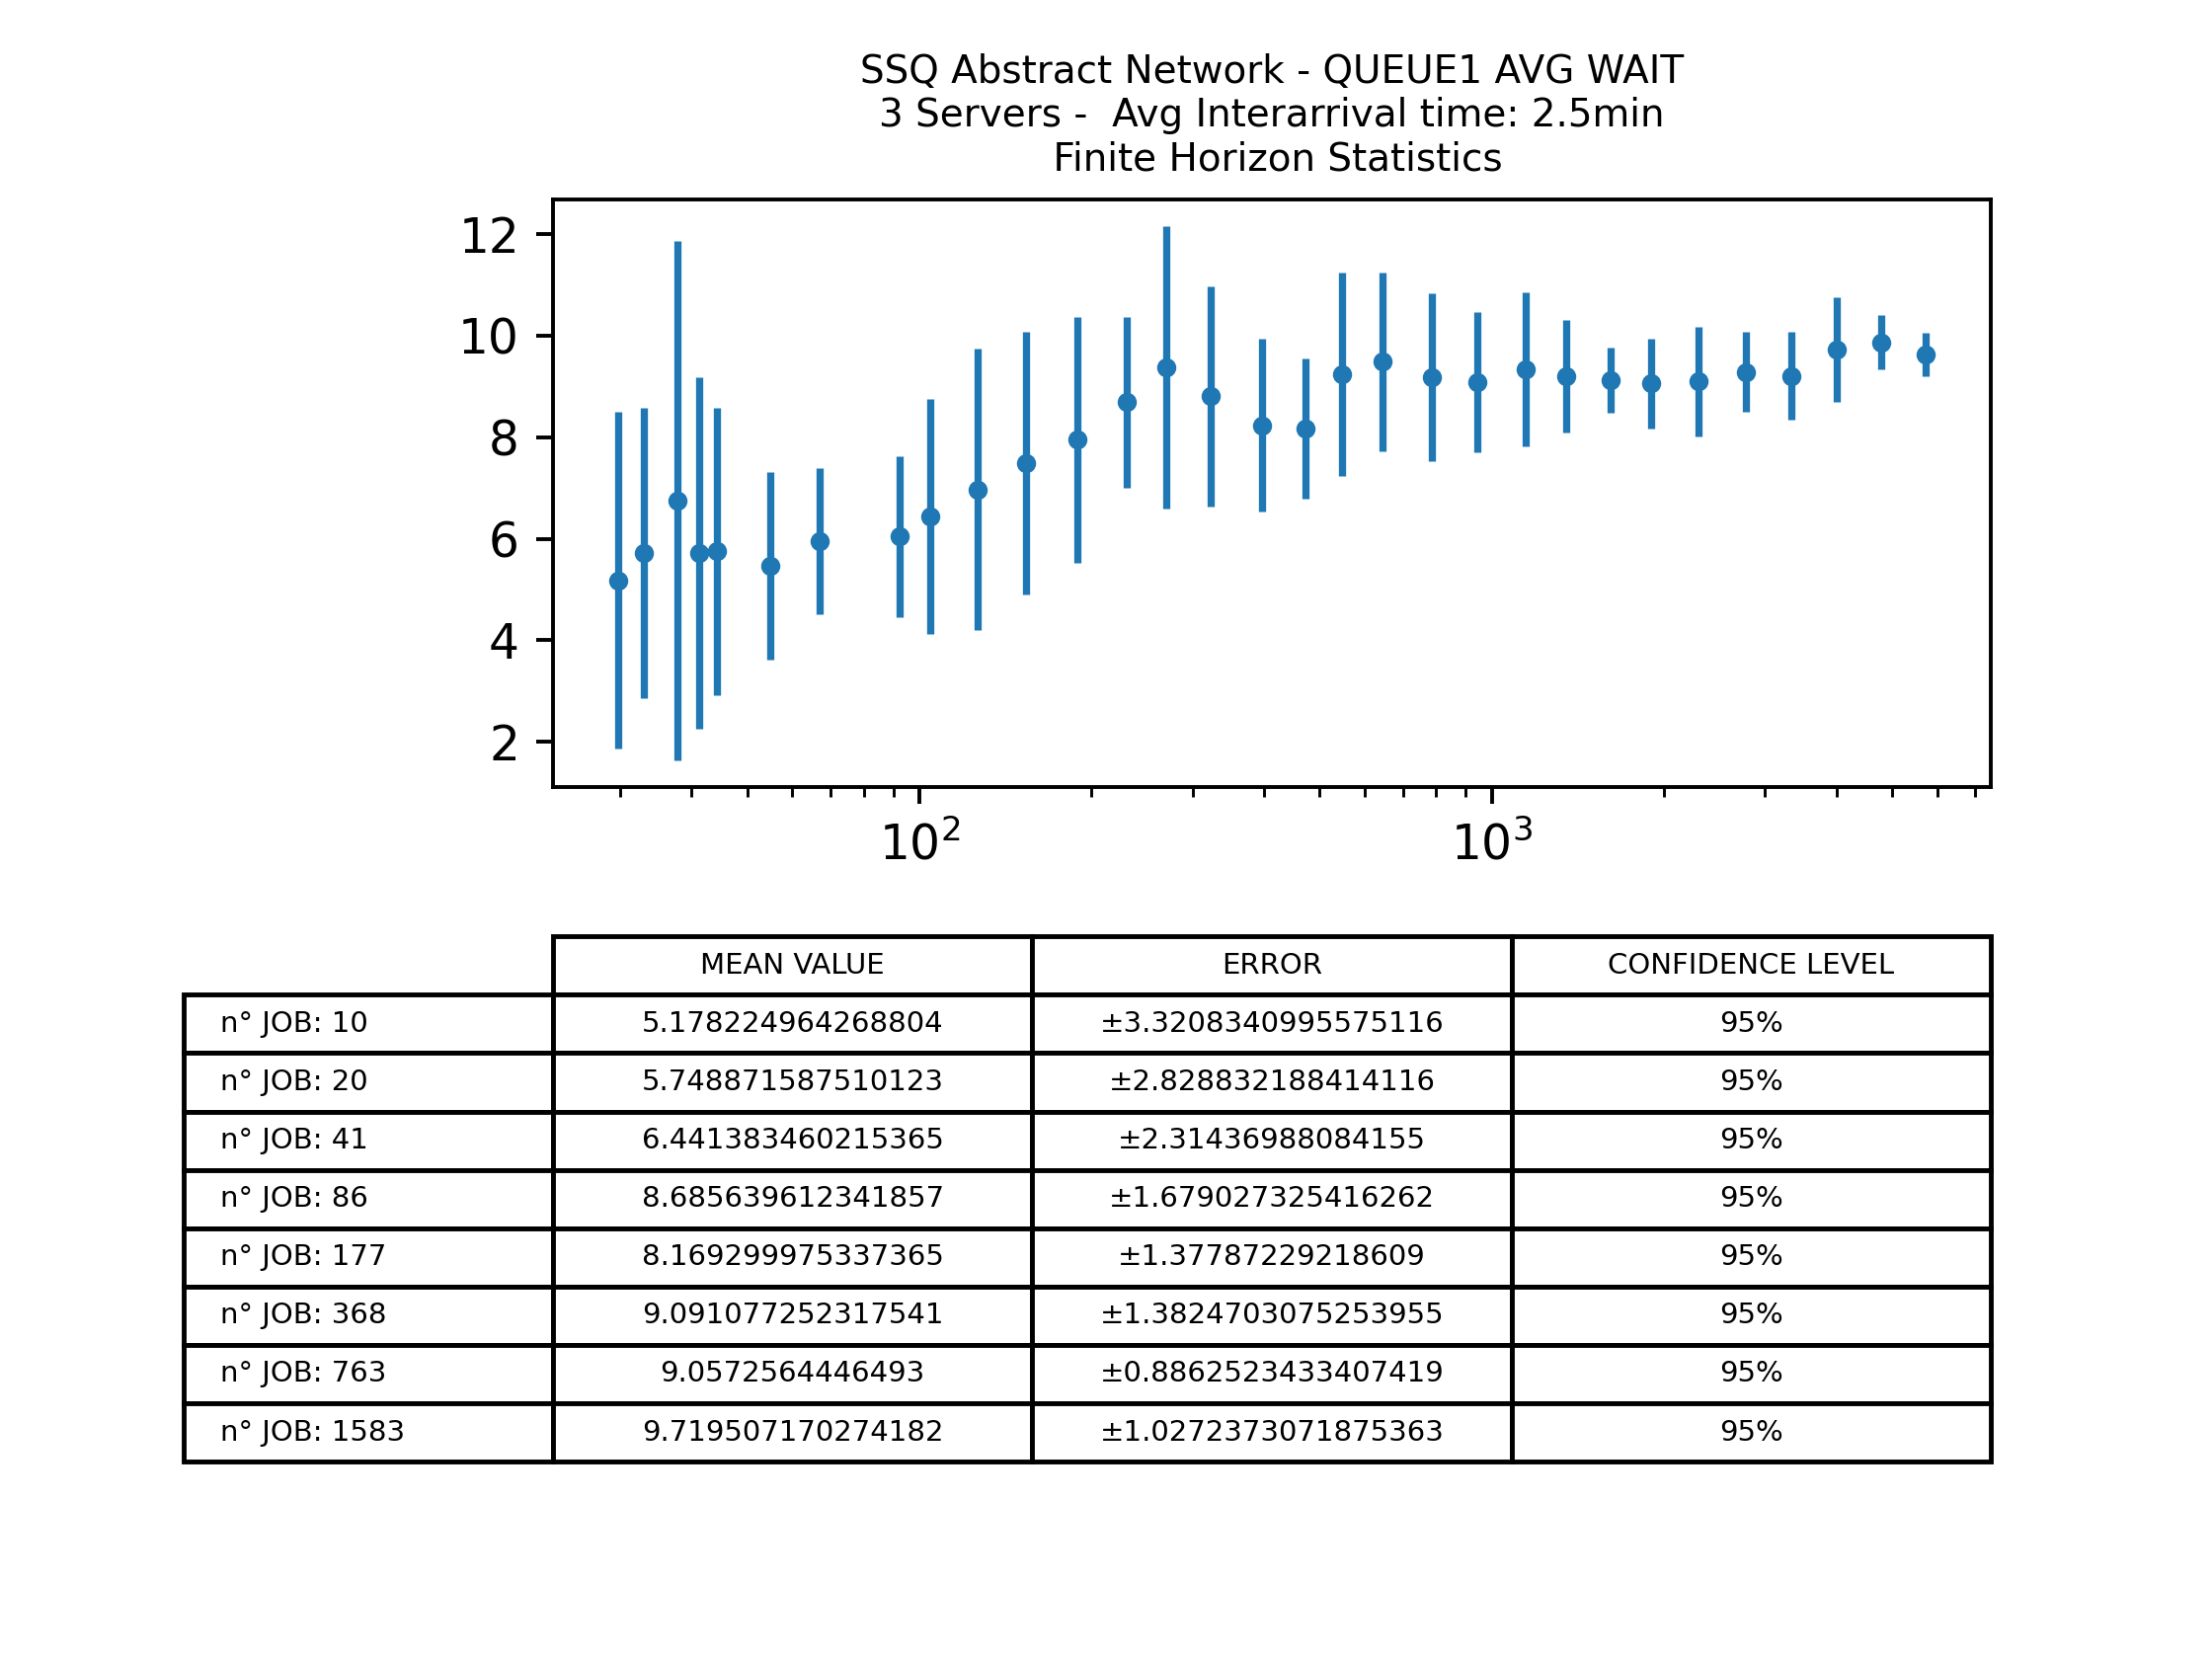 SSQ Abstract Network - QUEUE1 AVG WAIT
3 Servers -  Avg Interarrival time: 2.5min
Finite Horizon Statistics
12
10
8
6
4
2
10² 10³
MEAN VALUE ERROR CONFIDENCE LEVEL
n° JOB: 10 5.178224964268804 ±3.3208340995575116 95%
n° JOB: 20 5.748871587510123 ±2.828832188414116 95%
n° JOB: 41 6.441383460215365 ±2.31436988084155 95%
n° JOB: 86 8.685639612341857 ±1.679027325416262 95%
n° JOB: 177 8.169299975337365 ±1.37787229218609 95%
n° JOB: 368 9.091077252317541 ±1.3824703075253955 95%
n° JOB: 763 9.0572564446493 ±0.8862523433407419 95%
n° JOB: 1583 9.719507170274182 ±1.0272373071875363 95%